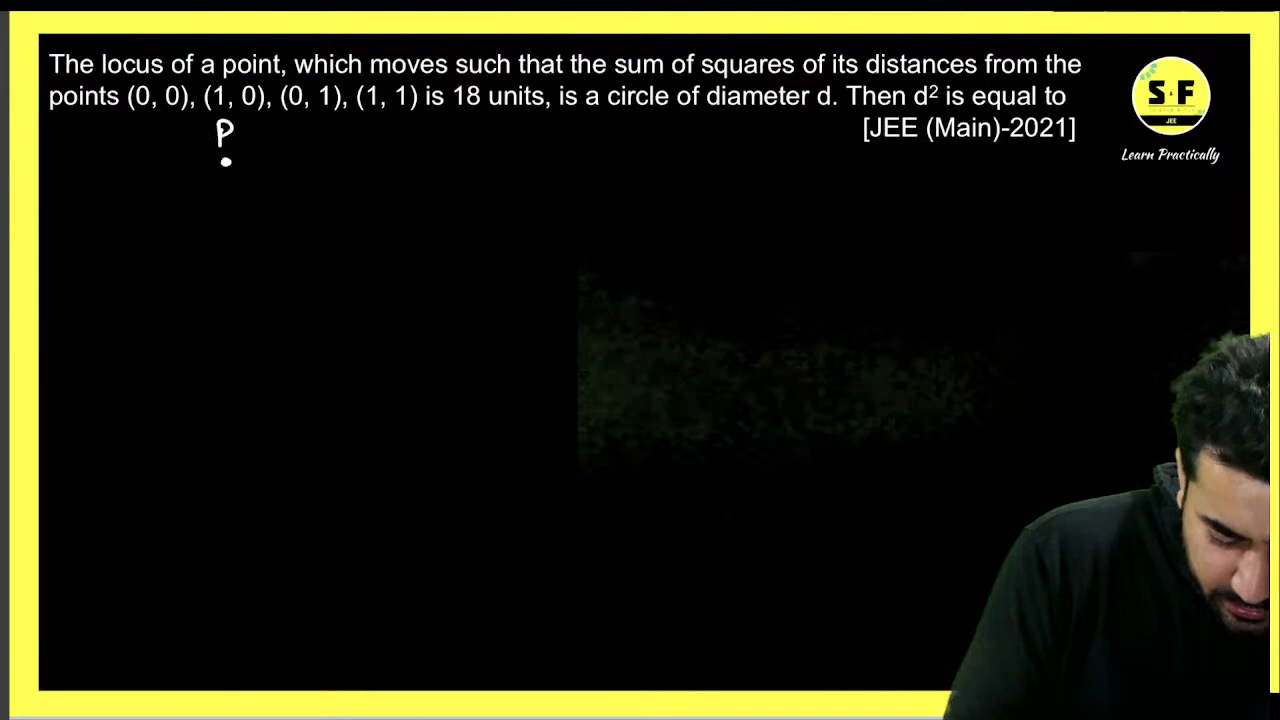 The locus of a point, which moves such that the sum of squares of its distances from the
points (0, 0), (1, 0), (0, 1), (1, 1) is 18 units, is a circle of diameter d. Then d² is equal to
[JEE (Main)-2021]
P
S F
JEE
Learn Practically